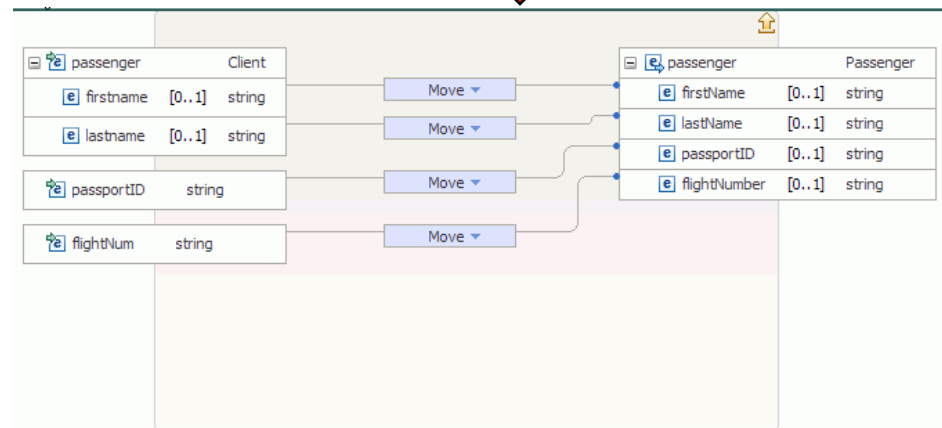 passenger Client
firstname [0..1] string
lastname [0..1] string
passportID string
flightNum string
Move
Move
Move
Move
passenger Passenger
firstName [0..1] string
lastName [0..1] string
passportID [0..1] string
flightNumber [0..1] string